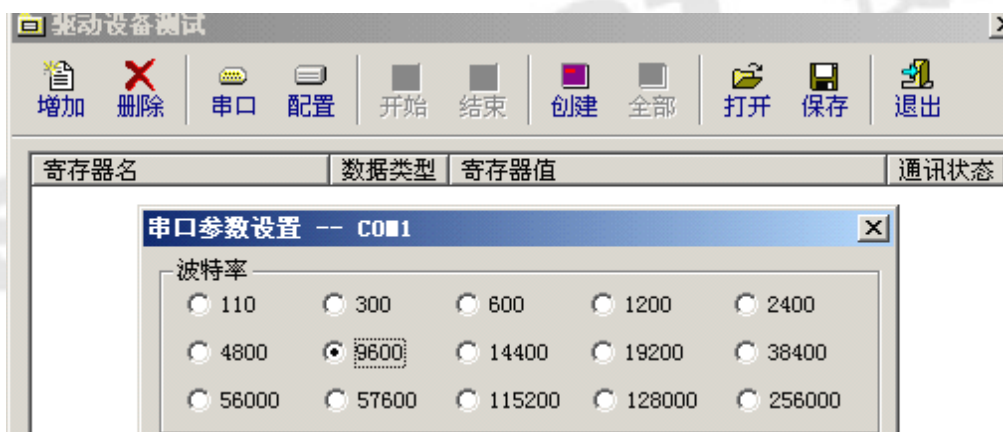 驱动设备测试
增加 删除 串口 配置 开始 结束 创建 全部 打开 保存 退出
寄存器名 数据类型 寄存器值 通讯状态
串口参数设置 -- COM1
波特率
110 300 600 1200 2400
4800 9600 14400 19200 38400
56000 57600 115200 128000 256000